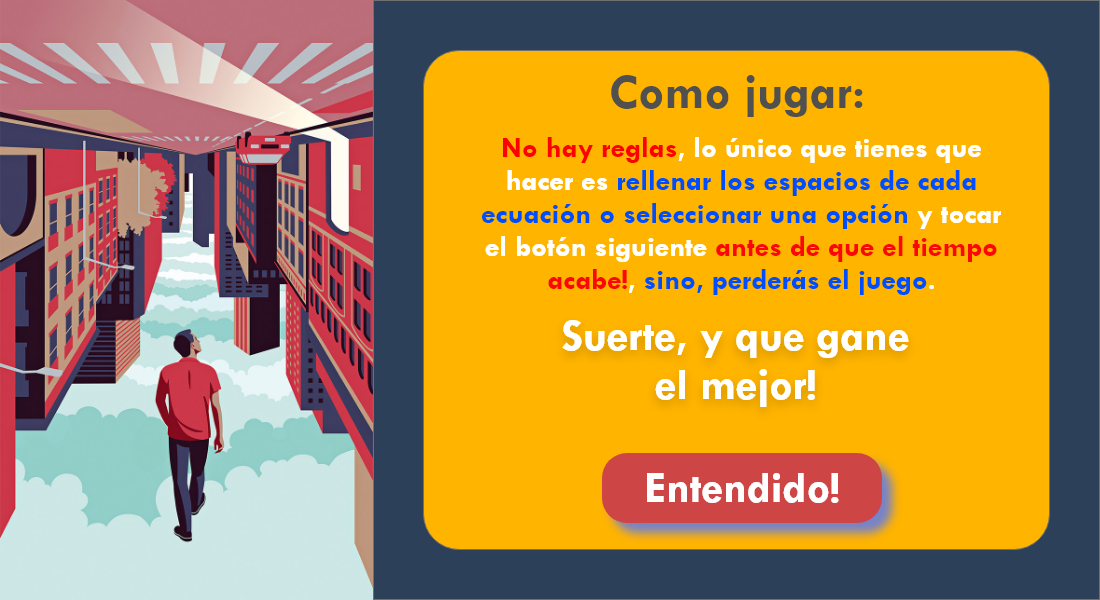 Como jugar:
No hay reglas, lo único que tienes que
hacer es rellenar los espacios de cada
ecuación o seleccionar una opción y tocar
el botón siguiente antes de que el tiempo
acabe!, sino, perderás el juego.
Suerte, y que gane
el mejor!
Entendido!